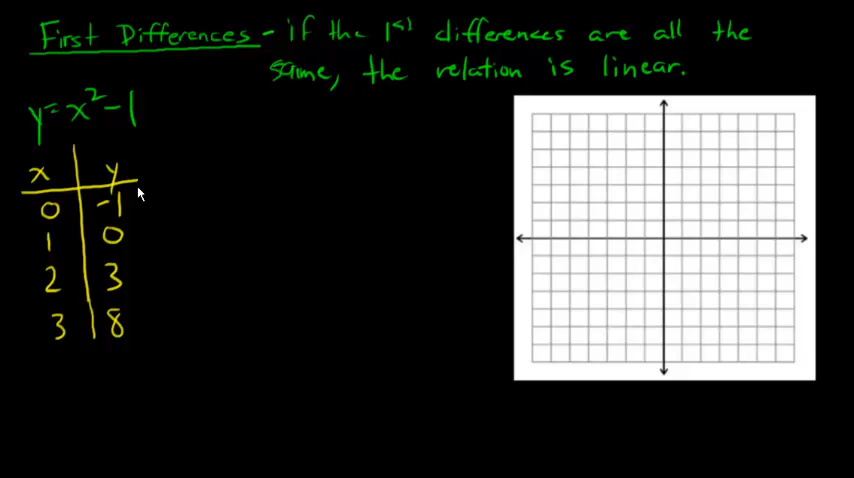 First Differences - if the 1st differences are all the
same, the relation is linear.
y=x²-1
x y
0 -1
1 0
2 3
3 8